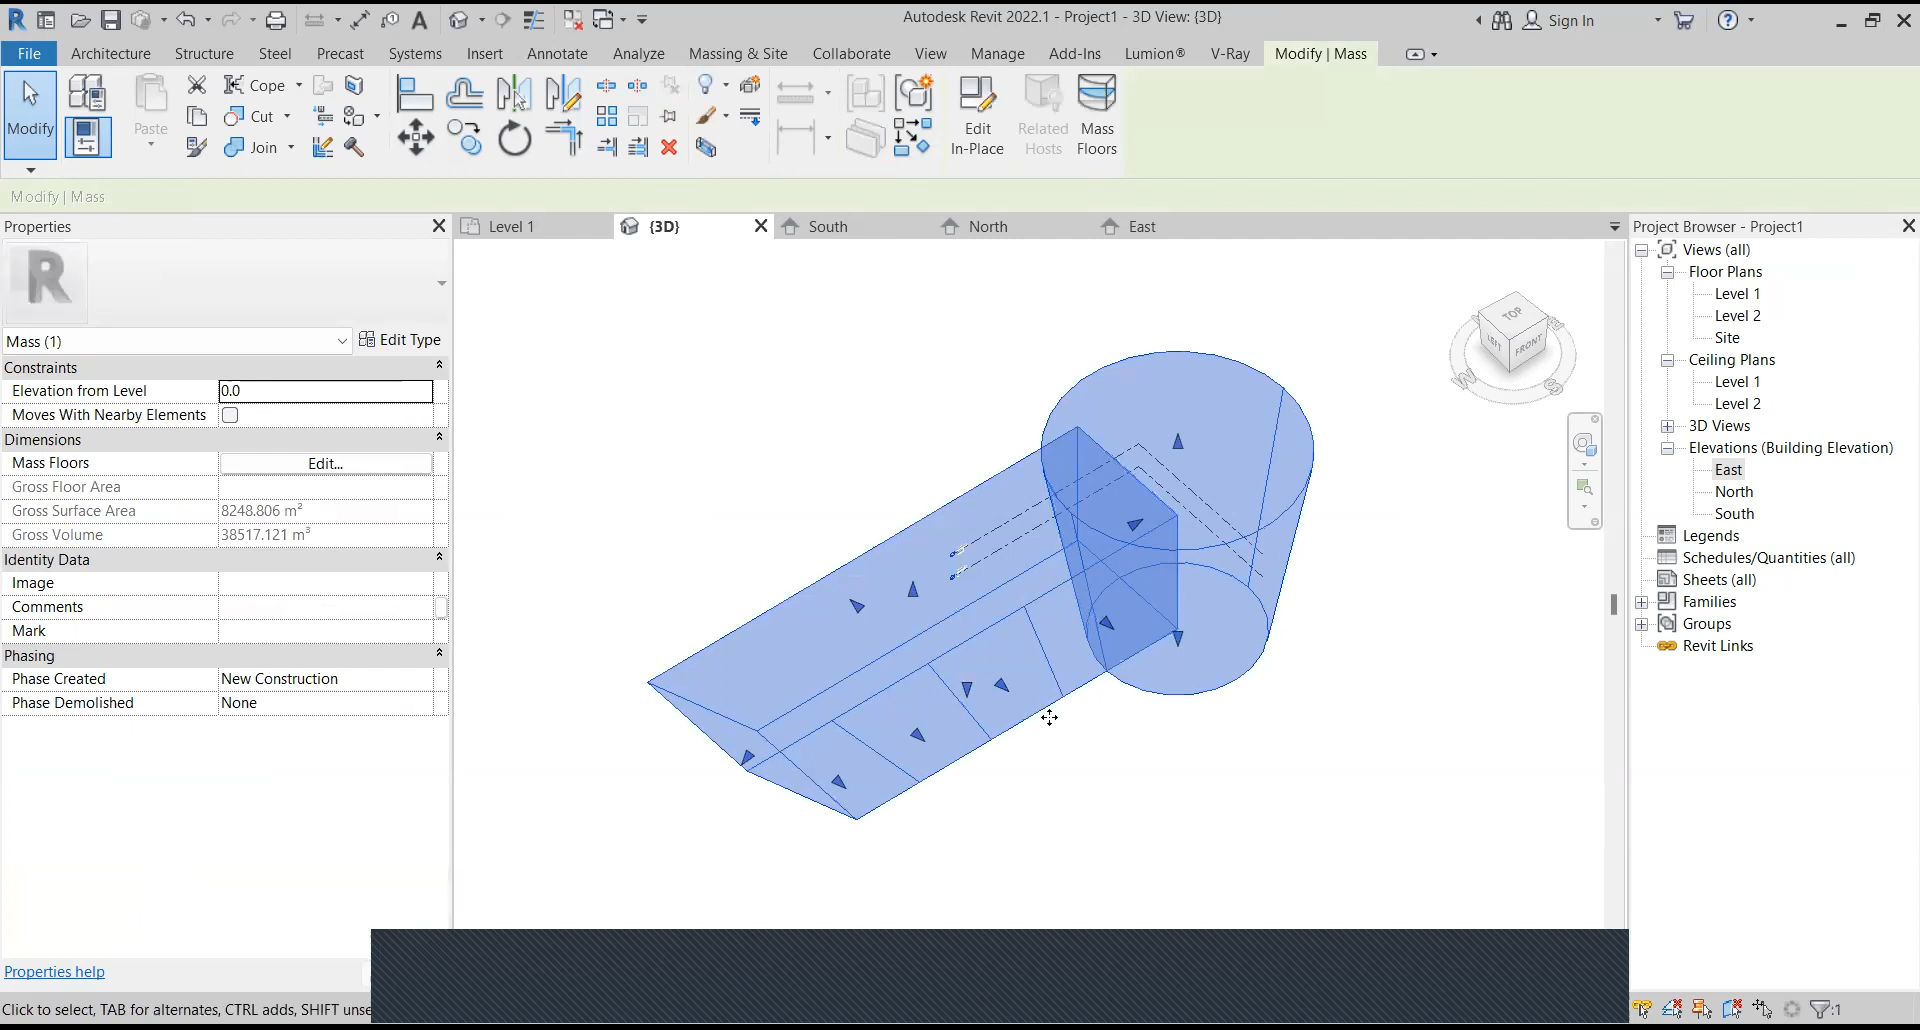 Autodesk Revit 2022.1 - Project1 - 3D View: {3D}
Sign In
File
Architecture
Structure
Steel
Precast
Systems
Insert
Annotate
Analyze
Massing & Site
Collaborate
View
Manage
Add-Ins
Lumion®
V-Ray
Modify | Mass
Modify
Paste
Cope
Cut
Join
Edit
In-Place
Related
Hosts
Mass
Floors
Modify | Mass
Properties
Level 1
{3D}
South
North
East
Project Browser - Project1
R
Mass (1)
Edit Type
Constraints
Elevation from Level 0.0
Moves With Nearby Elements
Dimensions
Mass Floors Edit...
Gross Floor Area
Gross Surface Area 8248.806 m²
Gross Volume 38517.121 m³
Identity Data
Image
Comments
Mark
Phasing
Phase Created New Construction
Phase Demolished None
Properties help
Click to select, TAB for alternates, CTRL adds, SHIFT unse
TOP
LEFT
FRONT
W
S
Views (all)
Floor Plans
Level 1
Level 2
Site
Ceiling Plans
Level 1
Level 2
3D Views
Elevations (Building Elevation)
East
North
South
Legends
Schedules/Quantities (all)
Sheets (all)
Families
Groups
Revit Links
:1